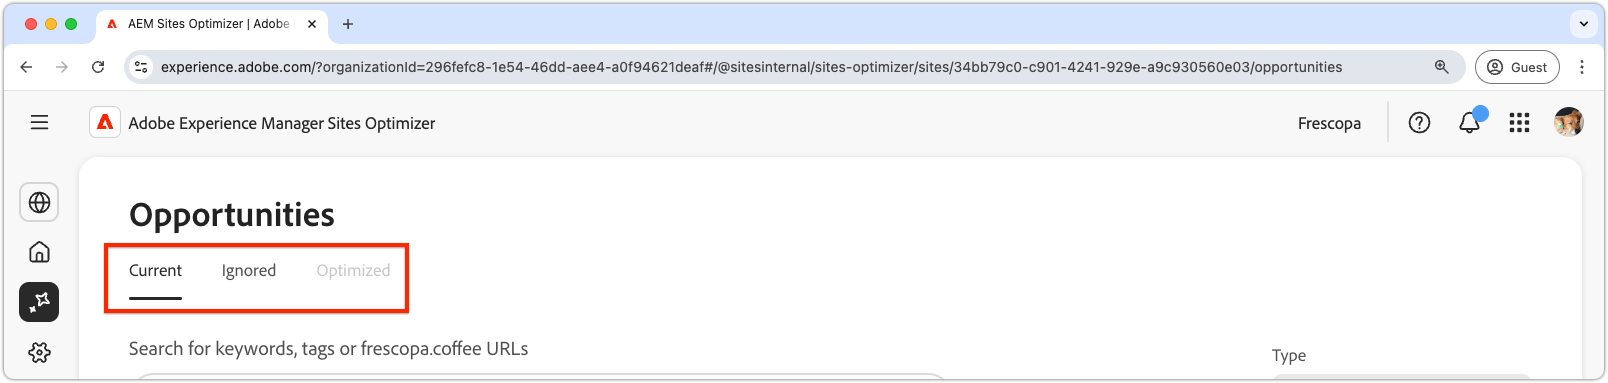 AEM Sites Optimizer | Adobe
experience.adobe.com/?organizationId=296fefc8-1e54-46dd-aee4-a0f94621deaf#/@sitesinternal/sites-optimizer/sites/34bb79c0-c901-4241-929e-a9c930560e03/opportunities
Guest
Adobe Experience Manager Sites Optimizer
Frescopa
Opportunities
Current Ignored Optimized
Search for keywords, tags or frescopa.coffee URLs
Type